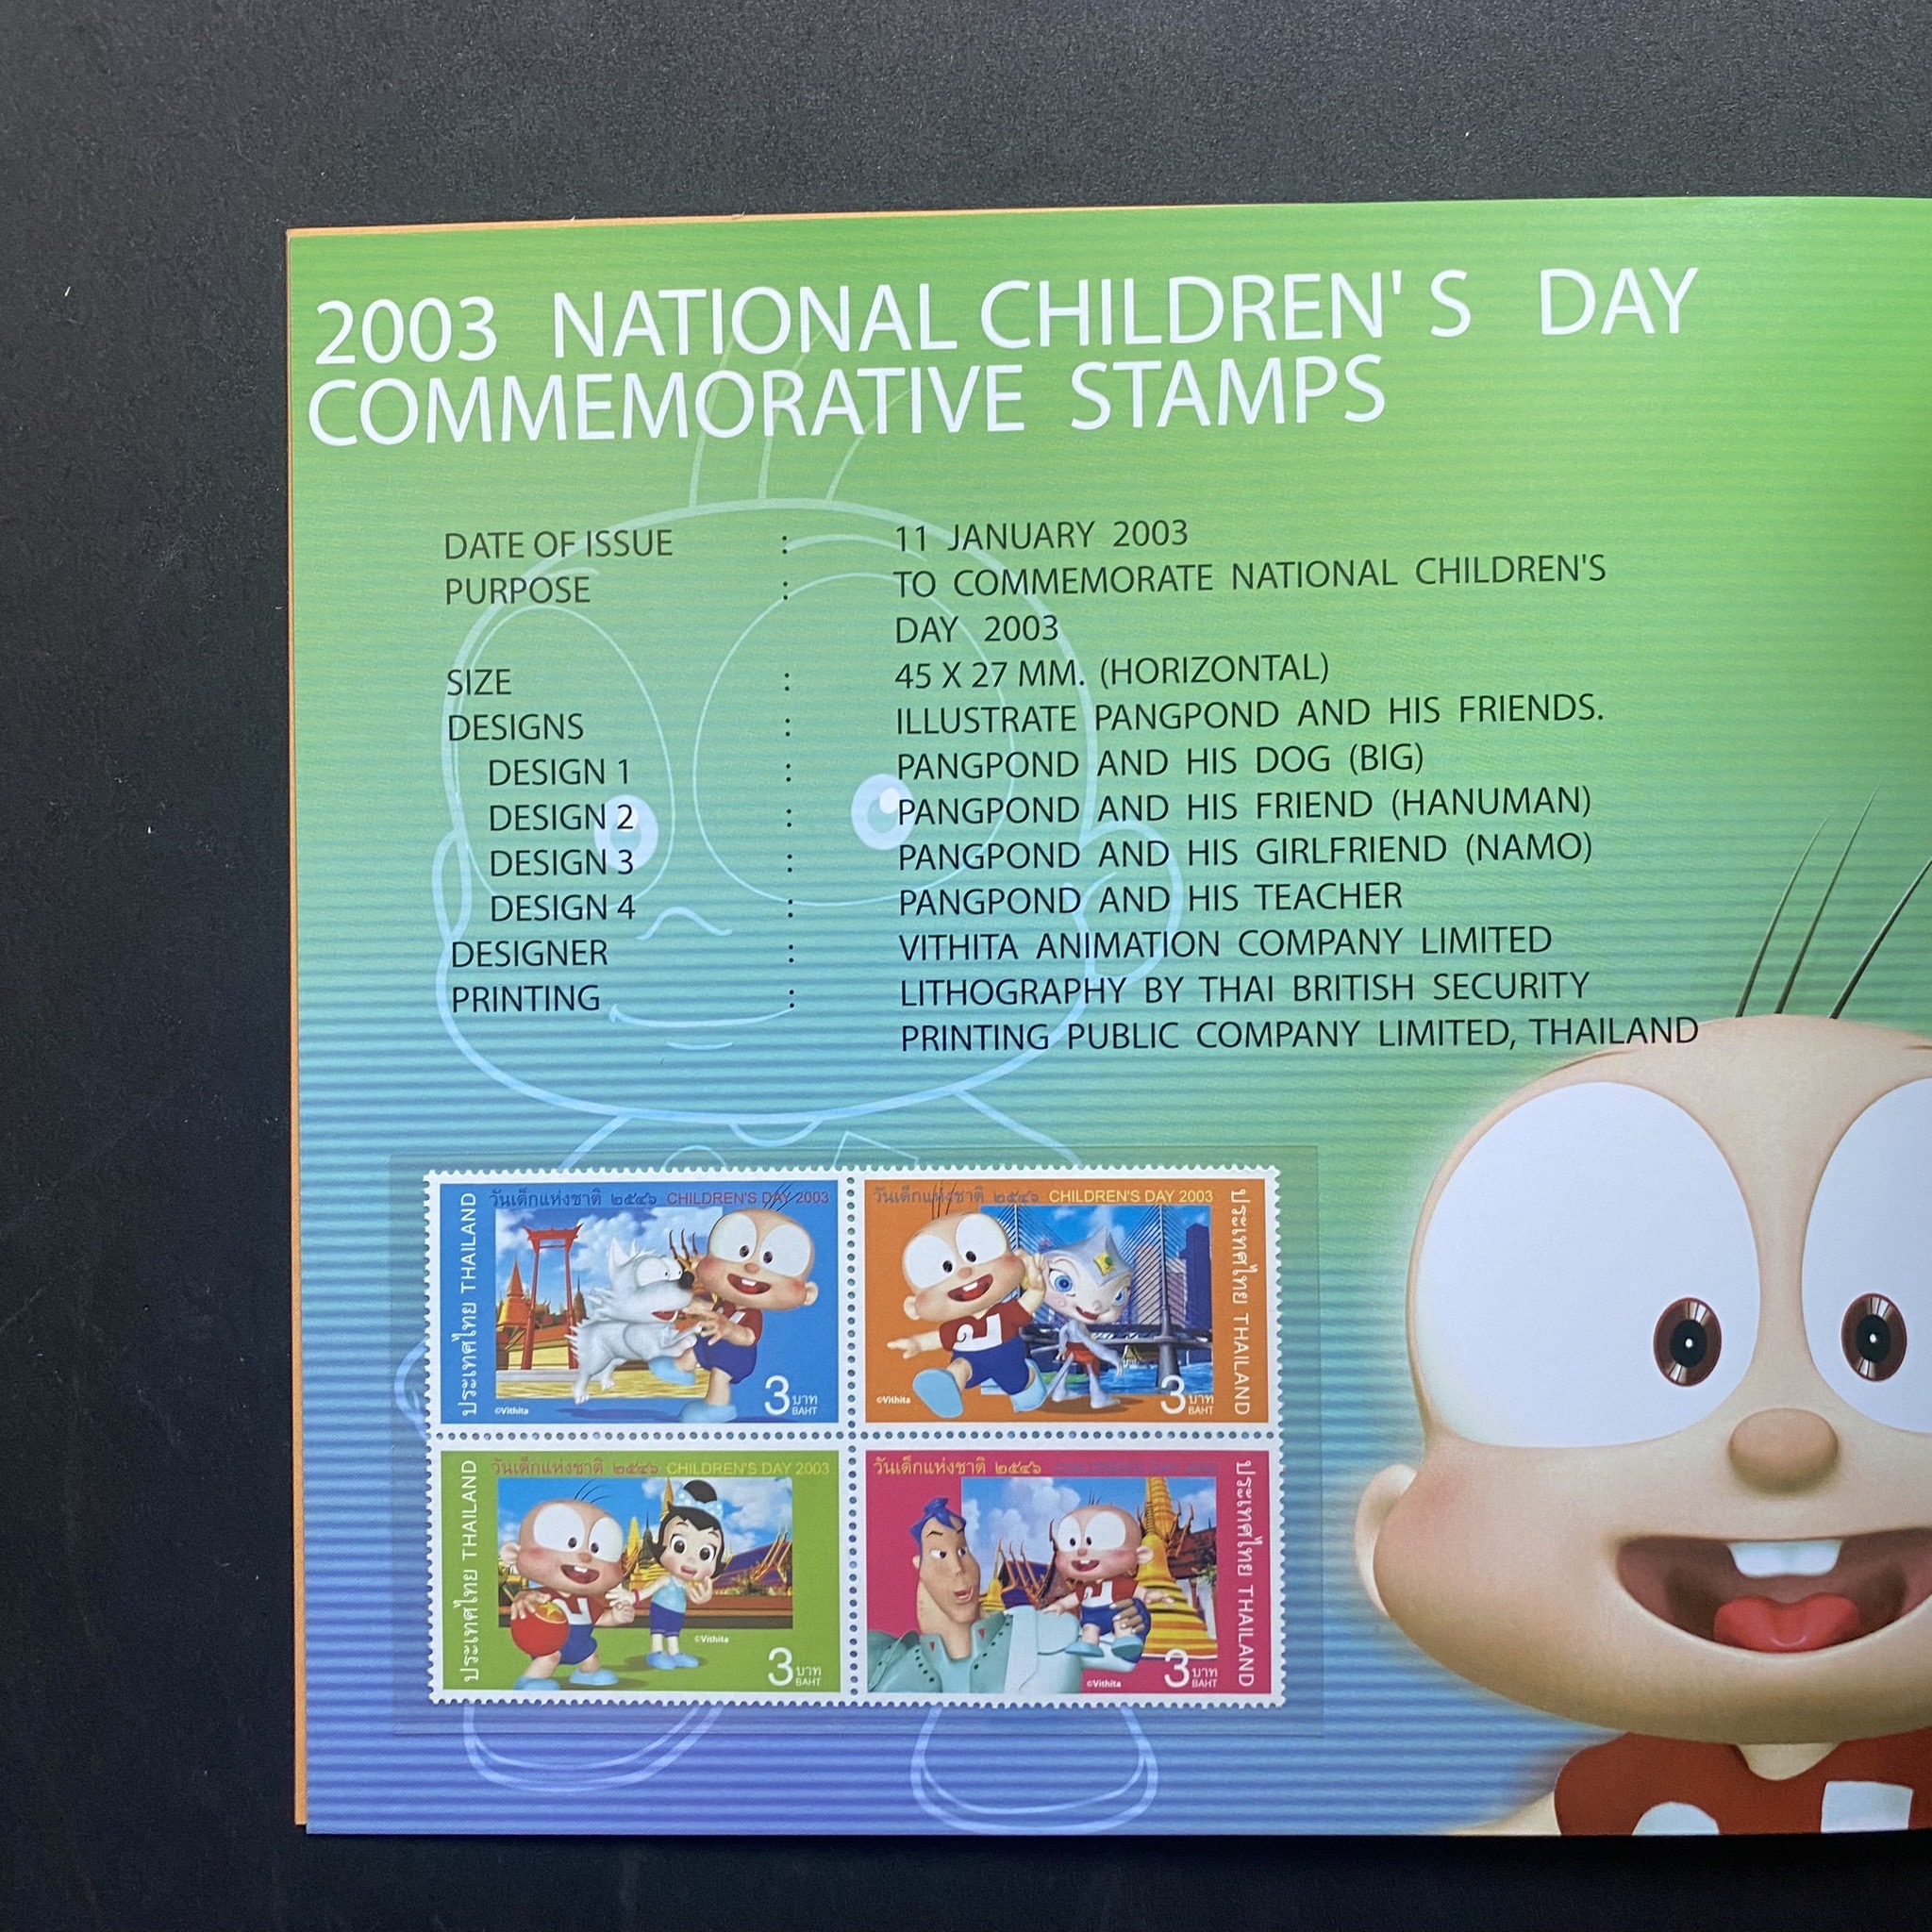 2003 NATIONAL CHILDREN'S DAY
COMMEMORATIVE STAMPS
DATE OF ISSUE : 11 JANUARY 2003
PURPOSE : TO COMMEMORATE NATIONAL CHILDREN'S
DAY 2003
SIZE : 45 X 27 MM. (HORIZONTAL)
DESIGNS : ILLUSTRATE PANGPOND AND HIS FRIENDS.
DESIGN 1 : PANGPOND AND HIS DOG (BIG)
DESIGN 2 : PANGPOND AND HIS FRIEND (HANUMAN)
DESIGN 3 : PANGPOND AND HIS GIRLFRIEND (NAMO)
DESIGN 4 : PANGPOND AND HIS TEACHER
DESIGNER : VITHITA ANIMATION COMPANY LIMITED
PRINTING : LITHOGRAPHY BY THAI BRITISH SECURITY
PRINTING PUBLIC COMPANY LIMITED, THAILAND
วันเด็กแห่งชาติ ๒๕๔๖ CHILDREN'S DAY 2003
ประเทศไทย THAILAND
©Vithita
3 บาท
BAHT
วันเด็กแห่งชาติ ๒๕๔๖ CHILDREN'S DAY 2003
ประเทศไทย THAILAND
©Vithita
3 บาท
BAHT
วันเด็กแห่งชาติ ๒๕๔๖ CHILDREN'S DAY 2003
ประเทศไทย THAILAND
©Vithita
3 บาท
BAHT
วันเด็กแห่งชาติ ๒๕๔๖
ประเทศไทย THAILAND
©Vithita
3 บาท
BAHT